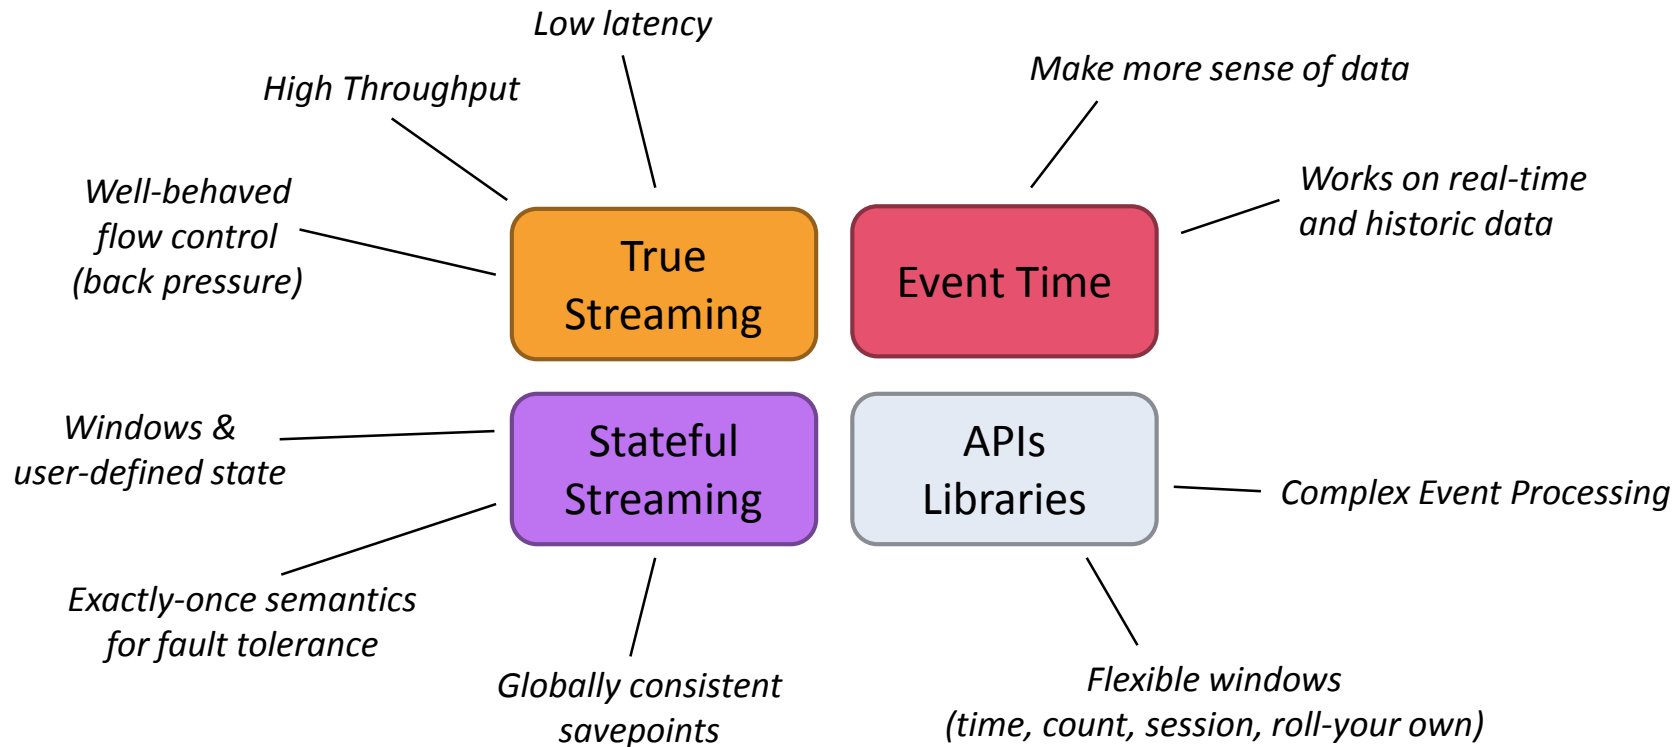 Low latency
High Throughput
Make more sense of data
Well-behaved
flow control
(back pressure)
Works on real-time
and historic data
True
Streaming
Event Time
Windows &
user-defined state
Stateful
Streaming
APIs
Libraries
Complex Event Processing
Exactly-once semantics
for fault tolerance
Globally consistent
savepoints
Flexible windows
(time, count, session, roll-your own)